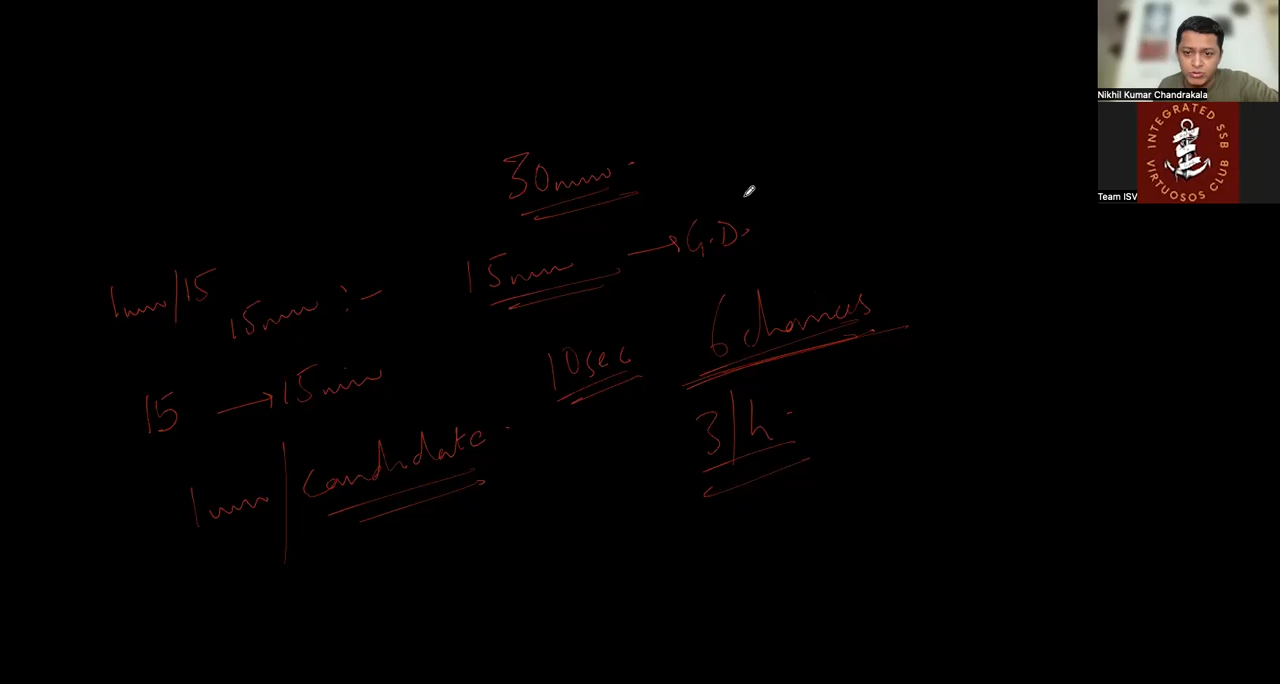 30min.
15min → G.D.
1min/15
15min :-
6 chances
10sec
15 → 15min
3/h.
1min/candidate.
Nikhil Kumar Chandrakala
INTEGRATED SSB
VIRTUOSOS CLUB
Team ISV